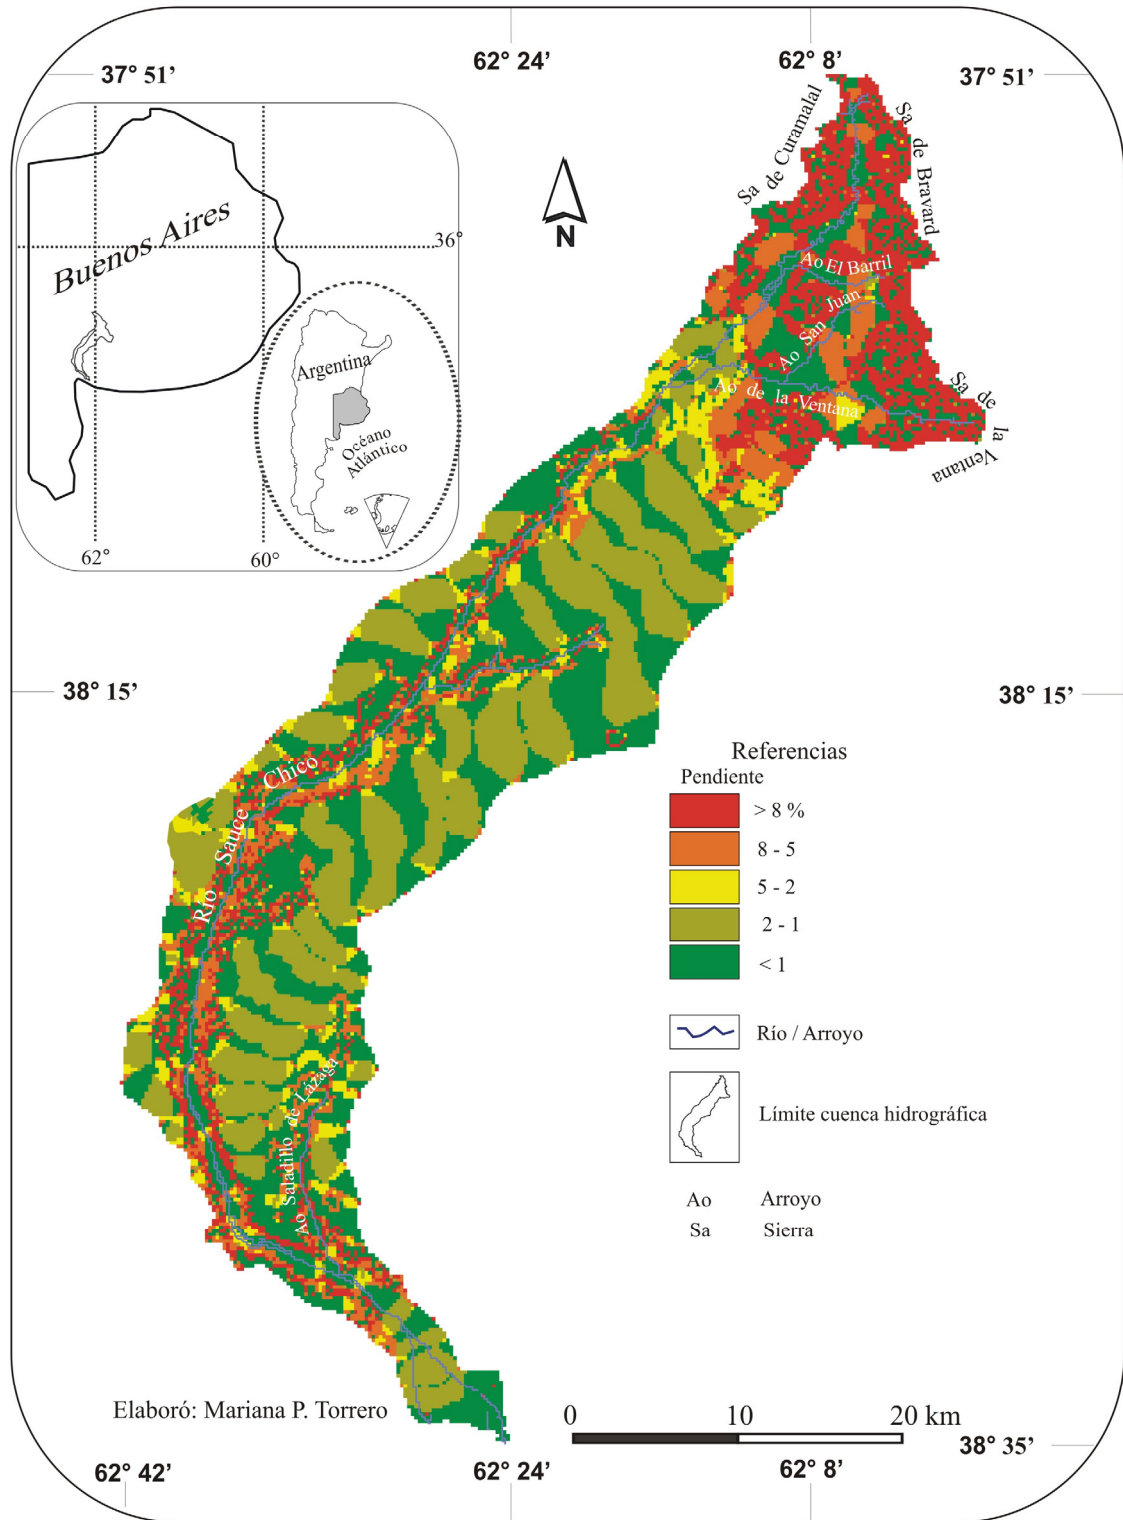 62° 24’
62° 8’
37° 51’
37° 51’
Sa de Curamalal
Sa de Bravard
Buenos Aires
36°
N
Ao El Barril
Ao San Juan
Argentina
Ao de la Ventana
Sa de la Ventana
Océano
Atlántico
62°
60°
38° 15’
38° 15’
Referencias
Pendiente
> 8 %
8 - 5
5 - 2
2 - 1
< 1
Río Sauce Chico
Río / Arroyo
Ao Saladillo de Lázaga
Límite cuenca hidrográfica
Ao Arroyo
Sa Sierra
Elaboró: Mariana P. Torrero
0 10 20 km
38° 35’
62° 42’
62° 24’
62° 8’